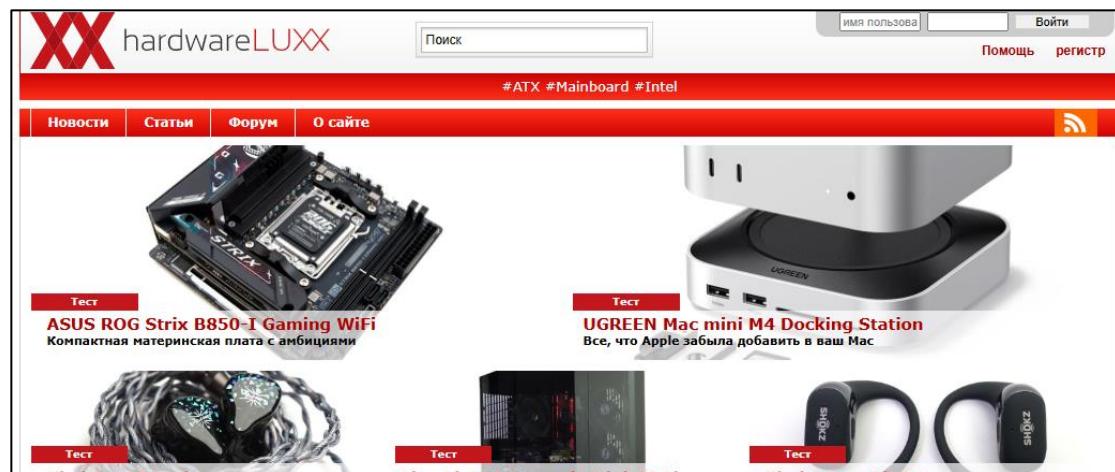 hardwareLUXX
Поиск
имя пользова
Войти
Помощь регистр
#ATX #Mainboard #Intel
Новости Статьи Форум О сайте
STRIX
UGREEN
Тест
ASUS ROG Strix B850-I Gaming WiFi
Компактная материнская плата с амбициями
Тест
UGREEN Mac mini M4 Docking Station
Все, что Apple забыла добавить в ваш Mac
SHOKZ
SHOKZ
Тест
Тест
Тест